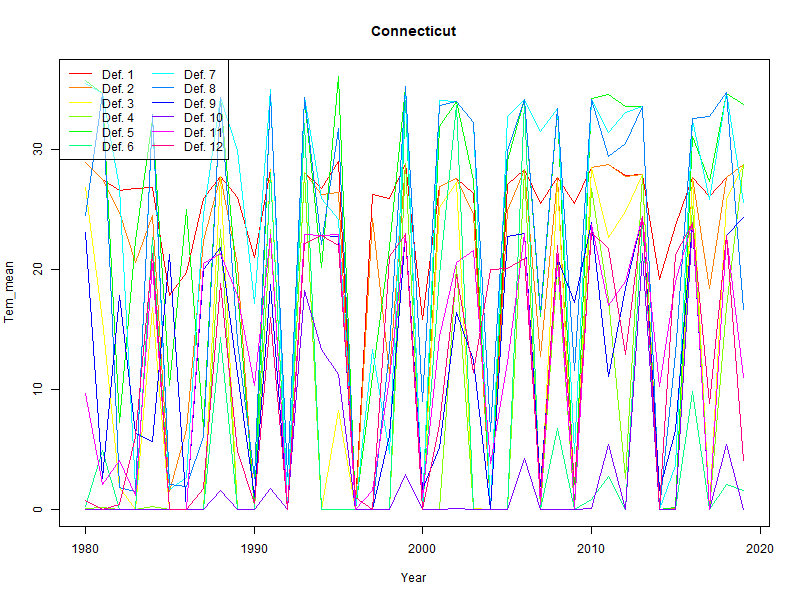 Connecticut
Def. 1 Def. 7
Def. 2 Def. 8
Def. 3 Def. 9
Def. 4 Def. 10
Def. 5 Def. 11
Def. 6 Def. 12
Tem_mean
30
20
10
0
1980 1990 2000 2010 2020
Year